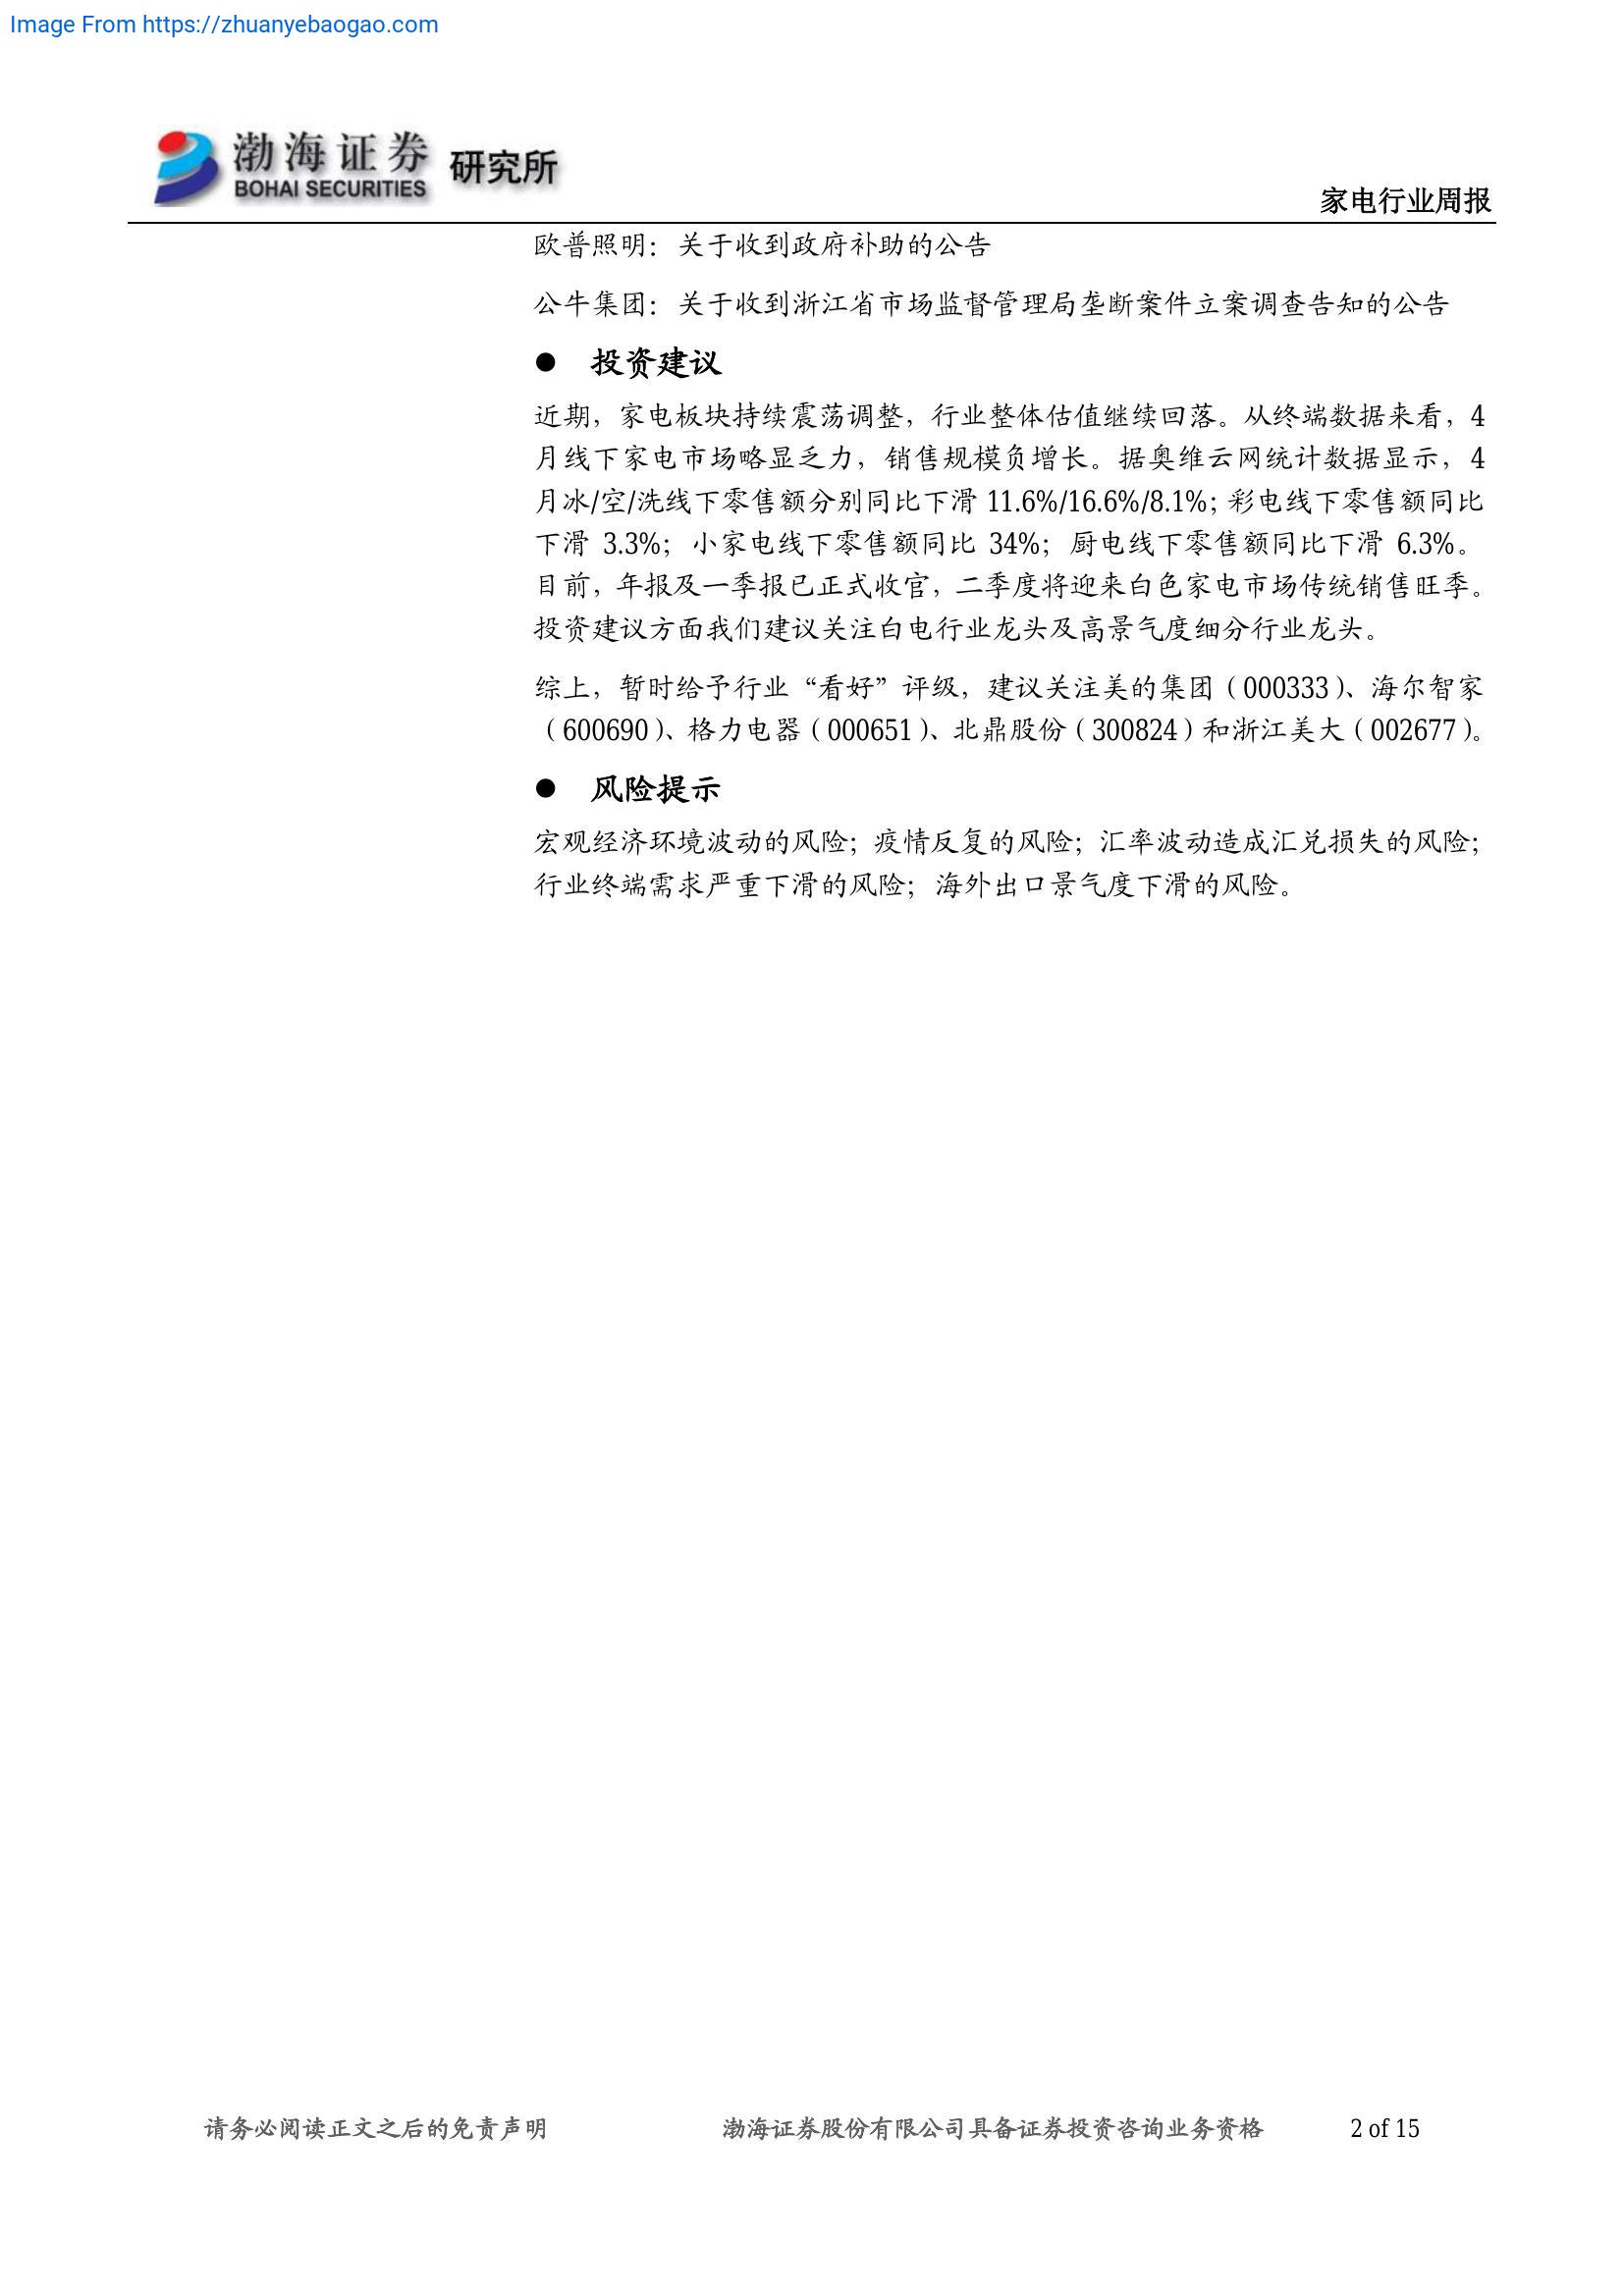 Image From https://zhuanyebaogao.com
渤海证券
BOHAI SECURITIES
研究所
家电行业周报
欧普照明：关于收到政府补助的公告
公牛集团：关于收到浙江省市场监督管理局垄断案件立案调查告知的公告
● 投资建议
近期，家电板块持续震荡调整，行业整体估值继续回落。从终端数据来看，4
月线下家电市场略显乏力，销售规模负增长。据奥维云网统计数据显示，4
月冰/空/洗线下零售额分别同比下滑 11.6%/16.6%/8.1%；彩电线下零售额同比
下滑 3.3%；小家电线下零售额同比 34%；厨电线下零售额同比下滑 6.3%。
目前，年报及一季报已正式收官，二季度将迎来白色家电市场传统销售旺季。
投资建议方面我们建议关注白电行业龙头及高景气度细分行业龙头。
综上，暂时给予行业“看好”评级，建议关注美的集团（000333）、海尔智家
（600690）、格力电器（000651）、北鼎股份（300824）和浙江美大（002677）。
● 风险提示
宏观经济环境波动的风险；疫情反复的风险；汇率波动造成汇兑损失的风险；
行业终端需求严重下滑的风险；海外出口景气度下滑的风险。
请务必阅读正文之后的免责声明 渤海证券股份有限公司具备证券投资咨询业务资格 2 of 15